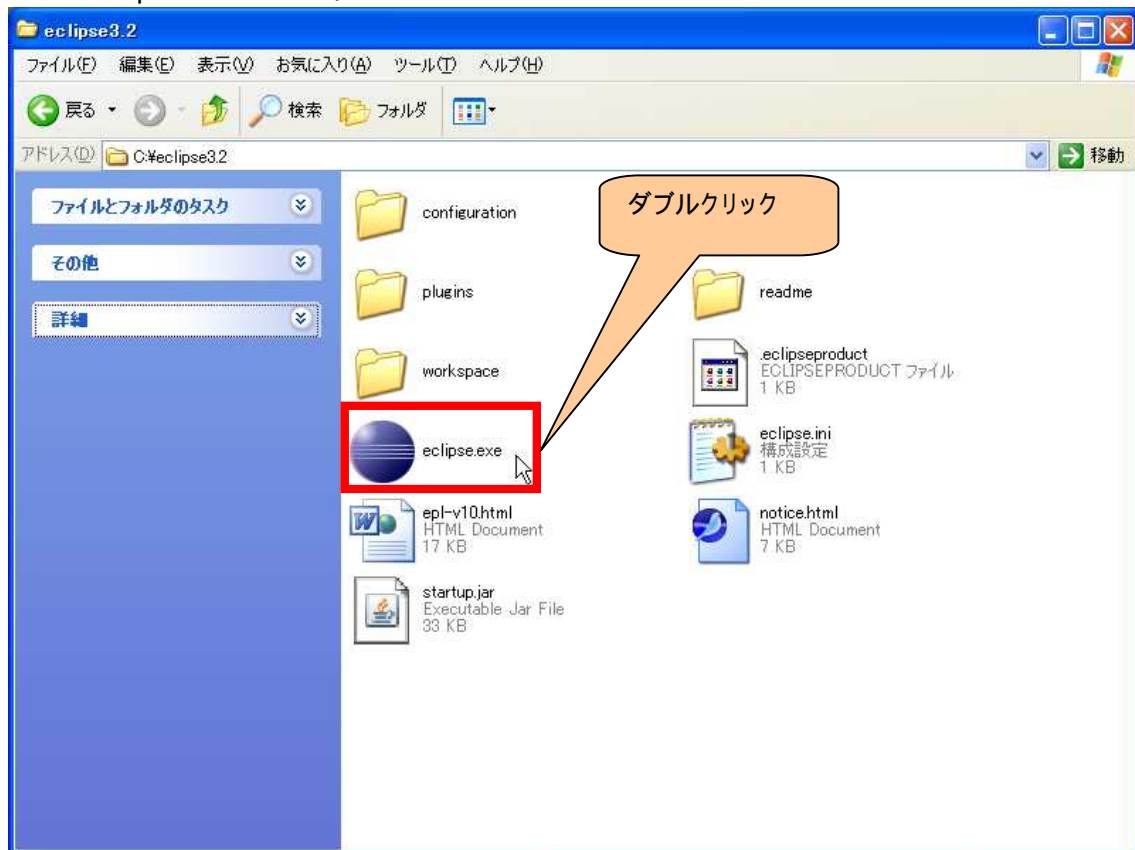 eclipse3.2
ファイル(F) 編集(E) 表示(V) お気に入り(A) ツール(T) ヘルプ(H)
戻る 検索 フォルダ
アドレス(D) C:¥eclipse3.2 移動
ファイルとフォルダのタスク
その他
詳細
ダブルクリック
configuration
plugins
readme
workspace
.eclipseproduct
ECLIPSEPRODUCT ファイル
1 KB
eclipse.exe
eclipse.ini
構成設定
1 KB
epl-v10.html
HTML Document
17 KB
notice.html
HTML Document
7 KB
startup.jar
Executable Jar File
33 KB